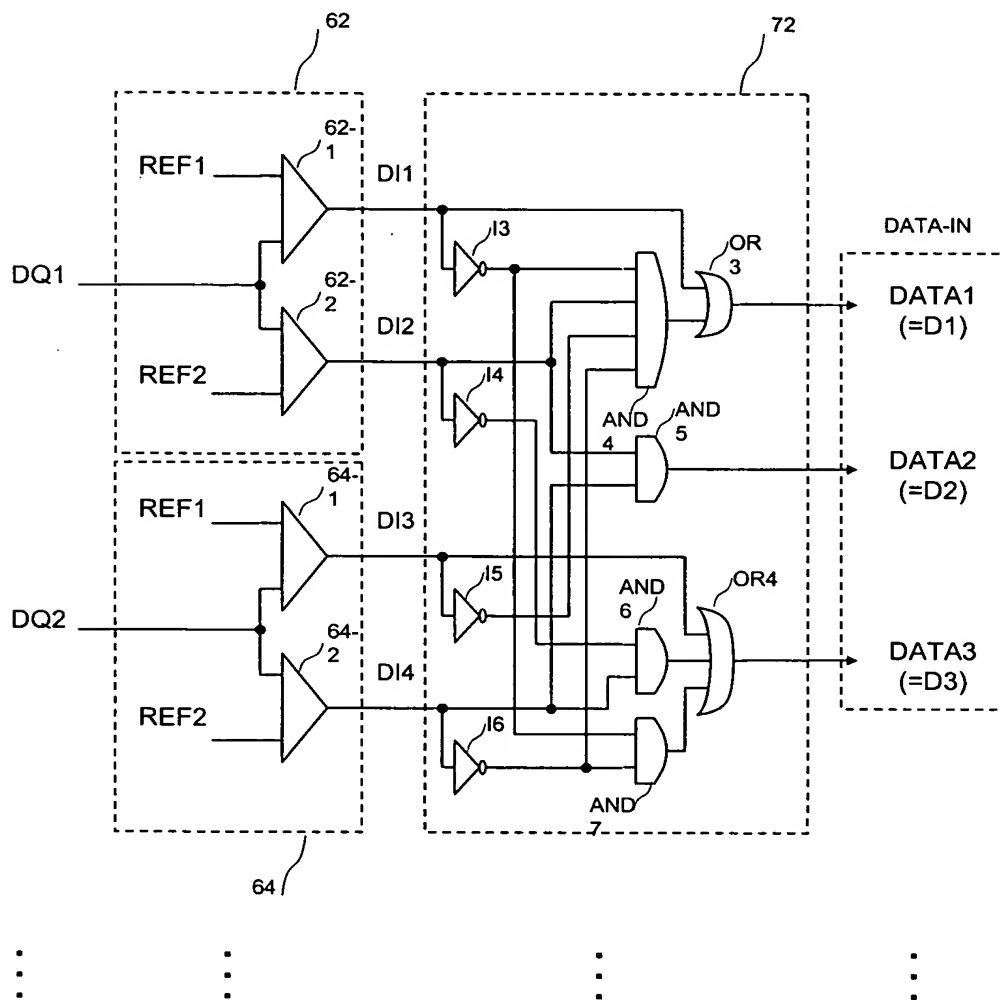 62
72
62-
1
REF1
DI1
I3
DATA-IN
OR
3
DQ1
62-
2
DATA1
(=D1)
DI2
REF2
I4
AND
4
AND
5
DATA2
(=D2)
64-
1
REF1
DI3
I5
AND
6
OR4
DQ2
64-
2
DATA3
(=D3)
DI4
REF2
I6
AND
7
64